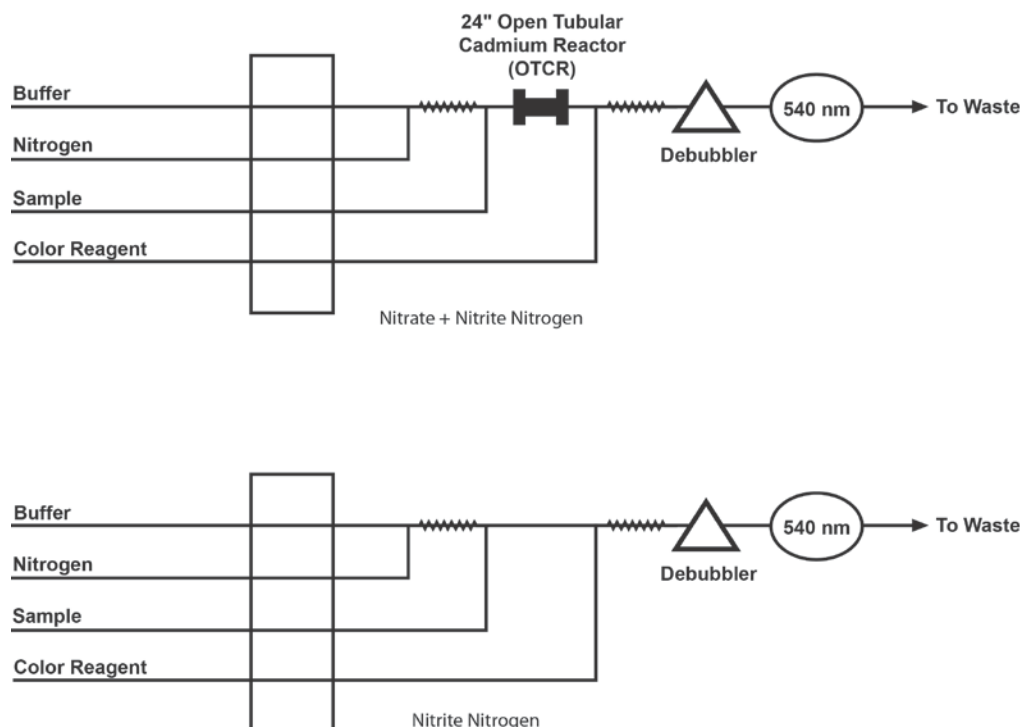 24" Open Tubular
Cadmium Reactor
(OTCR)
Buffer
540 nm
To Waste
Nitrogen
Debubbler
Sample
Color Reagent
Nitrate + Nitrite Nitrogen
Buffer
540 nm
To Waste
Nitrogen
Debubbler
Sample
Color Reagent
Nitrite Nitrogen